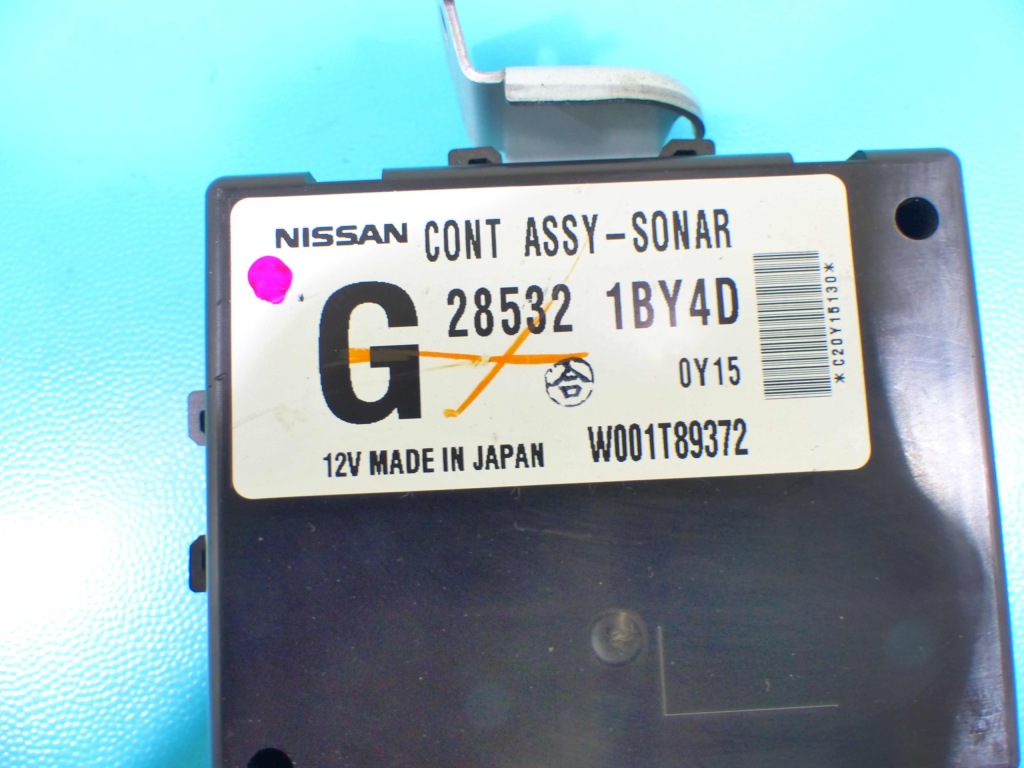 NISSAN CONT ASSY-SONAR
G
28532 1BY4D
合
0Y15
12V MADE IN JAPAN W001T89372
*C20Y15130*